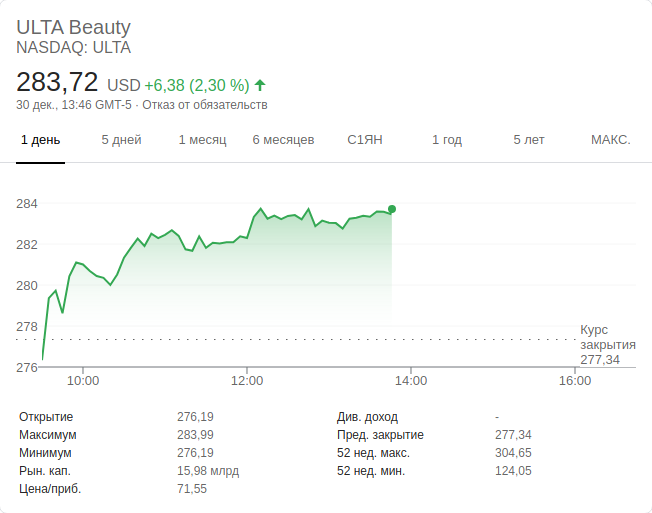 ULTA Beauty
NASDAQ: ULTA
283,72 USD +6,38 (2,30 %)
30 дек., 13:46 GMT-5 · Отказ от обязательств
1 день 5 дней 1 месяц 6 месяцев С1ЯН 1 год 5 лет МАКС.
284
282
280
278
276
Курс
закрытия
277,34
10:00 12:00 14:00 16:00
Открытие 276,19 Див. доход -
Максимум 283,99 Пред. закрытие 277,34
Минимум 276,19 52 нед. макс. 304,65
Рын. кап. 15,98 млрд 52 нед. мин. 124,05
Цена/приб. 71,55